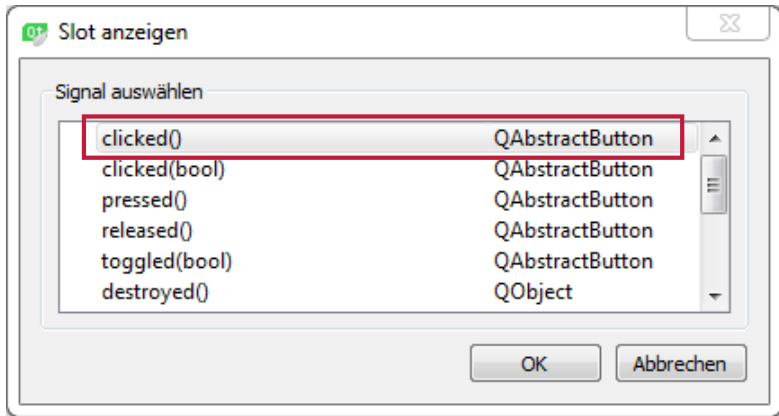 Qt Slot anzeigen
Signal auswählen
clicked() QAbstractButton
clicked(bool) QAbstractButton
pressed() QAbstractButton
released() QAbstractButton
toggled(bool) QAbstractButton
destroyed() QObject
OK Abbrechen